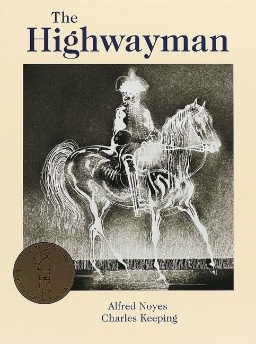 The
Highwayman
Alfred Noyes
Charles Keeping